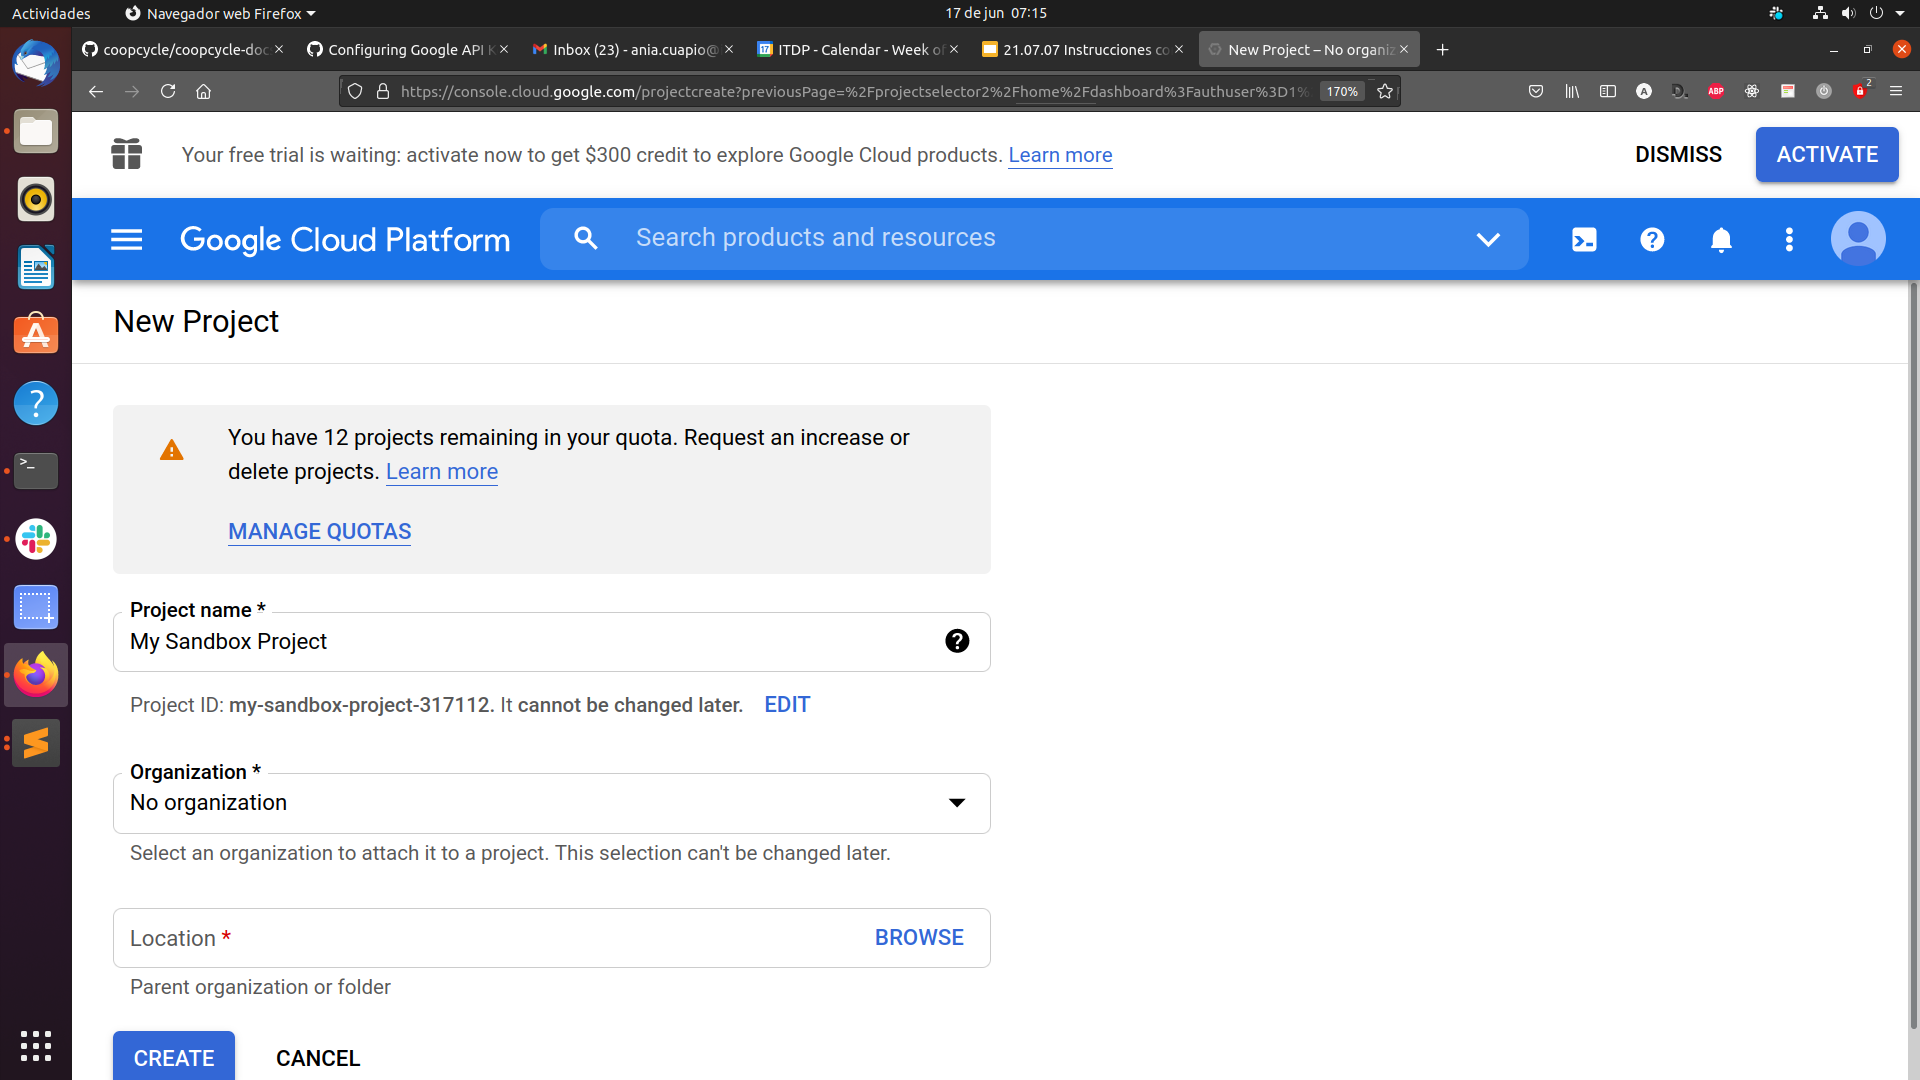 Actividades
Navegador web Firefox
17 de jun 07:15
coopcycle/coopcycle-doc
Configuring Google API K
Inbox (23) - ania.cuapio@
ITDP - Calendar - Week of
21.07.07 Instrucciones co
New Project – No organiz
https://console.cloud.google.com/projectcreate?previousPage=%2Fprojectselector2%2Fhome%2Fdashboard%3Fauthuser%3D1%
170%
ABP
2
Your free trial is waiting: activate now to get $300 credit to explore Google Cloud products. Learn more
DISMISS
ACTIVATE
Google Cloud Platform
Search products and resources
New Project
You have 12 projects remaining in your quota. Request an increase or
delete projects. Learn more
MANAGE QUOTAS
Project name *
My Sandbox Project
Project ID: my-sandbox-project-317112. It cannot be changed later. EDIT
Organization *
No organization
Select an organization to attach it to a project. This selection can't be changed later.
Location *
BROWSE
Parent organization or folder
CREATE
CANCEL